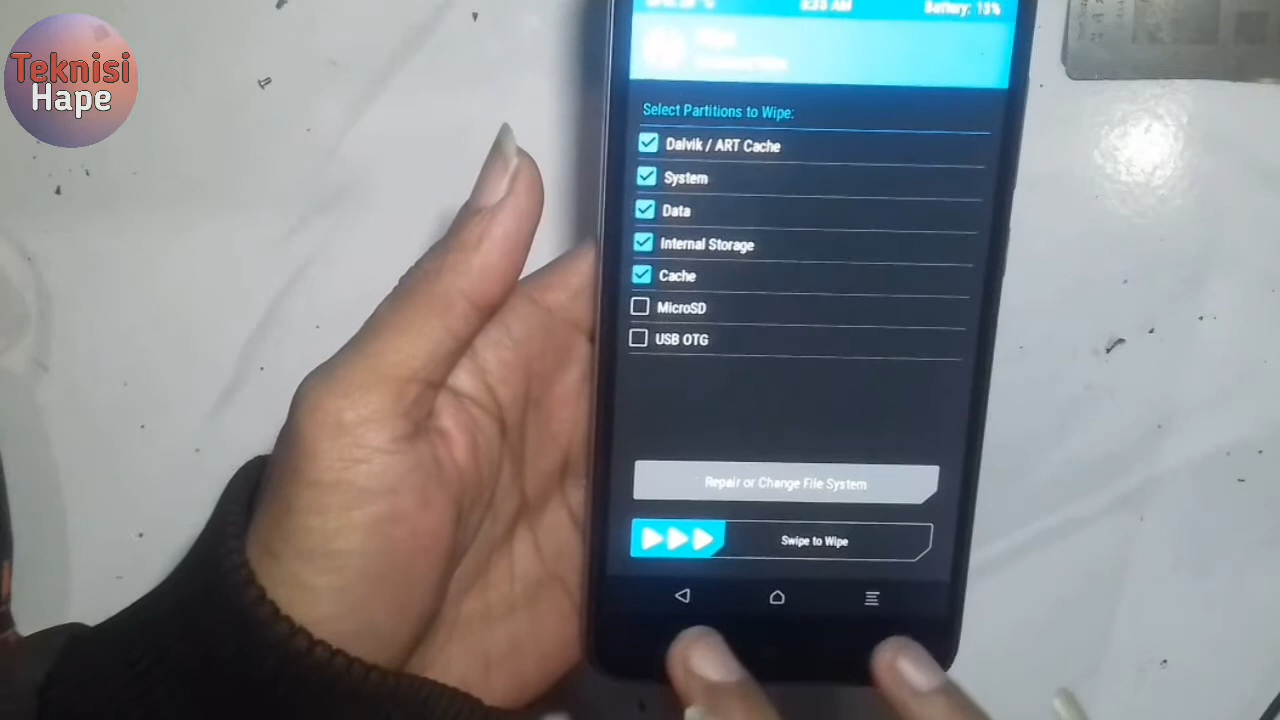 Teknisi
Hape
Battery: 13%
Select Partitions to Wipe:
Dalvik / ART Cache
System
Data
Internal Storage
Cache
MicroSD
USB OTG
Repair or Change File System
Swipe to Wipe